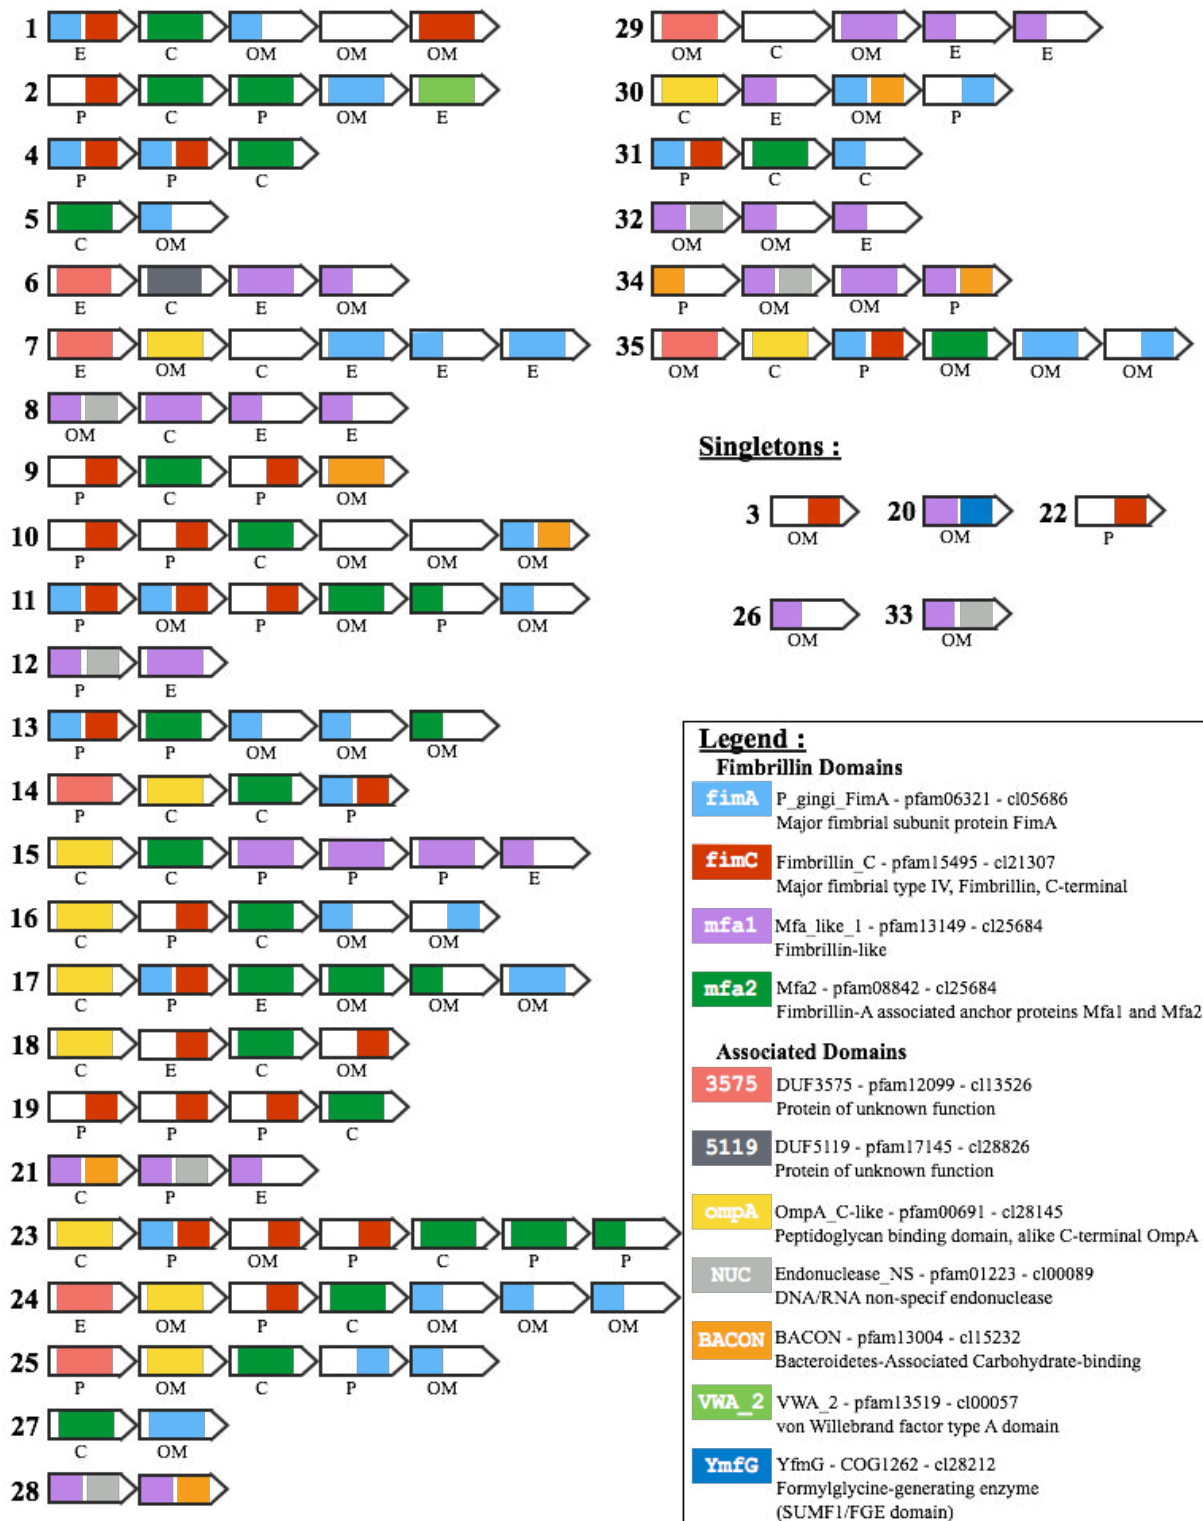 1
E C OM OM OM
2
P C P OM E
4
P P C
5
C OM
6
E C E OM
7
E OM C E E E
8
OM C E E
9
P C P OM
10
P P C OM OM OM
11
P OM P OM P OM
12
P E
13
P P OM OM OM
14
P C C P
15
C C P P P E
16
C P C OM OM
17
C P E OM OM OM
18
C E C OM
19
P P P C
21
C P E
23
C P OM P C P P
24
E OM P C OM OM OM
25
P OM C P OM
27
C OM
28
29
OM C OM E E
30
C E OM P
31
P C C
32
OM OM E
34
P OM OM P
35
OM C P OM OM OM
Singletons :
3 20 22
OM OM P
26 33
OM OM
Legend :
Fimbrillin Domains
fimA P_gingi_FimA - pfam06321 - cl05686
Major fimbrial subunit protein FimA
fimC Fimbrillin_C - pfam15495 - cl21307
Major fimbrial type IV, Fimbrillin, C-terminal
mfa1 Mfa_like_1 - pfam13149 - cl25684
Fimbrillin-like
mfa2 Mfa2 - pfam08842 - cl25684
Fimbrillin-A associated anchor proteins Mfa1 and Mfa2
Associated Domains
3575 DUF3575 - pfam12099 - cl13526
Protein of unknown function
5119 DUF5119 - pfam17145 - cl28826
Protein of unknown function
ompA OmpA_C-like - pfam00691 - cl28145
Peptidoglycan binding domain, alike C-terminal OmpA
NUC Endonuclease_NS - pfam01223 - cl00089
DNA/RNA non-specif endonuclease
BACON BACON - pfam13004 - cl15232
Bacteroidetes-Associated Carbohydrate-binding
VWA_2 VWA_2 - pfam13519 - cl00057
von Willebrand factor type A domain
YmfG YfmG - COG1262 - cl28212
Formylglycine-generating enzyme
(SUMF1/FGE domain)